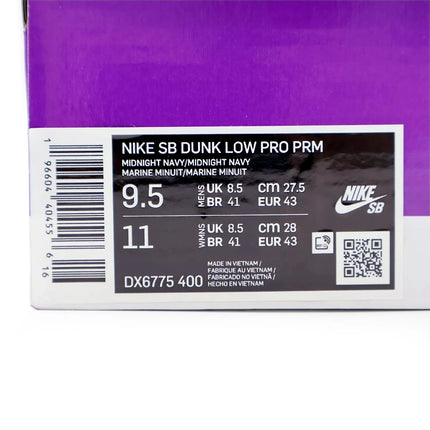 NIKE SB DUNK LOW PRO PRM
MIDNIGHT NAVY/MIDNIGHT NAVY
MARINE MINUIT/MARINE MINUIT
9.5 MENS UK 8.5 cm 27.5
BR 41 EUR 43
11 WMNS UK 8.5 cm 28
BR 41 EUR 43
DX6775 400
MADE IN VIETNAM /
FABRIQUE AU VIETNAM /
FABRICADO NO VIETNÃ /
HECHO EN VIETNAM
NIKE
SB
1 96604 40455 6 16